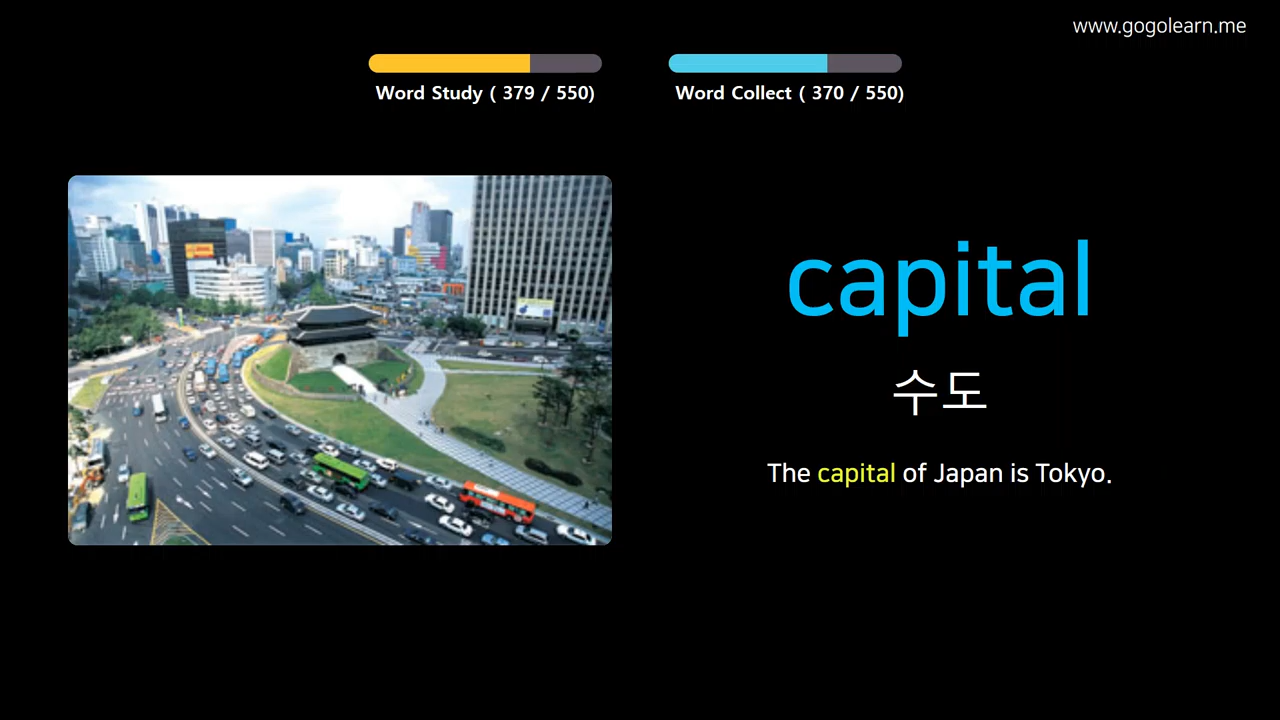 www.gogolearn.me
Word Study ( 379 / 550)
Word Collect ( 370 / 550)
capital
수도
The capital of Japan is Tokyo.